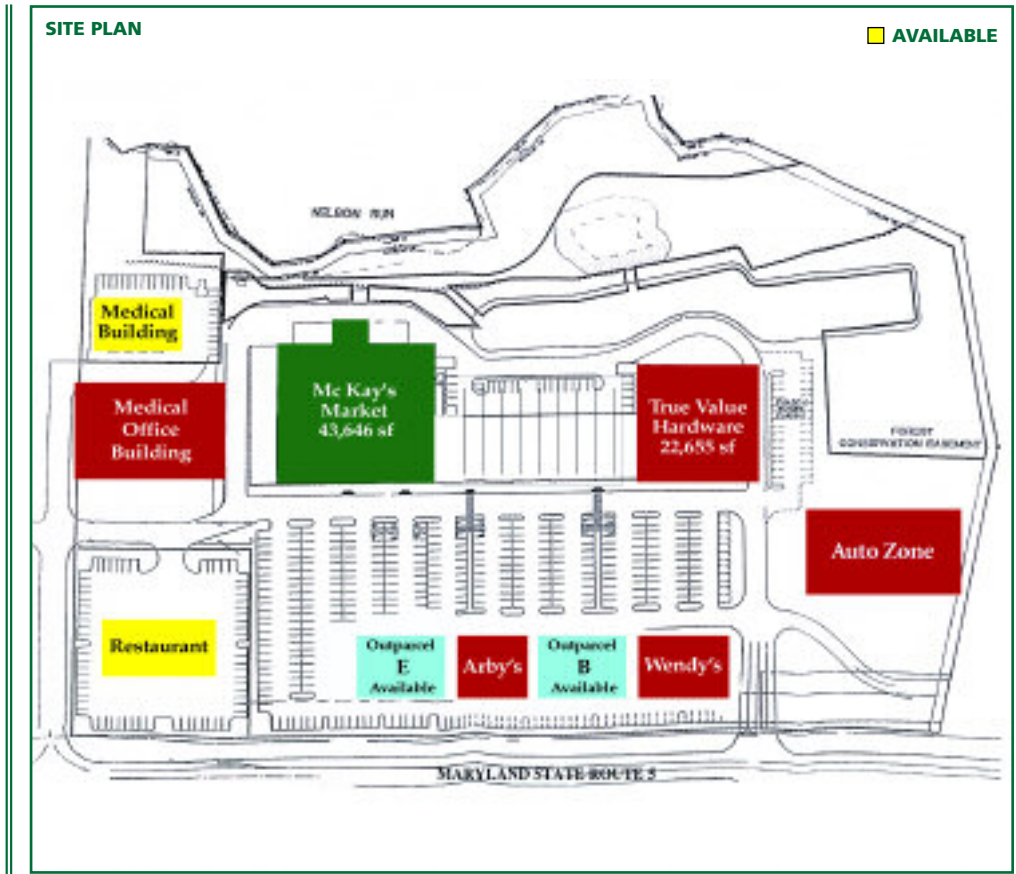 SITE PLAN
AVAILABLE
NELSON RUN
Medical
Building
Medical
Office
Building
Mc Kay's
Market
43,646 sf
True Value
Hardware
22,655 sf
FOREST
CONSERVATION EASEMENT
Auto Zone
Restaurant
Outparcel
E
Available
Arby's
Outparcel
B
Available
Wendy's
MARYLAND STATE ROUTE 5